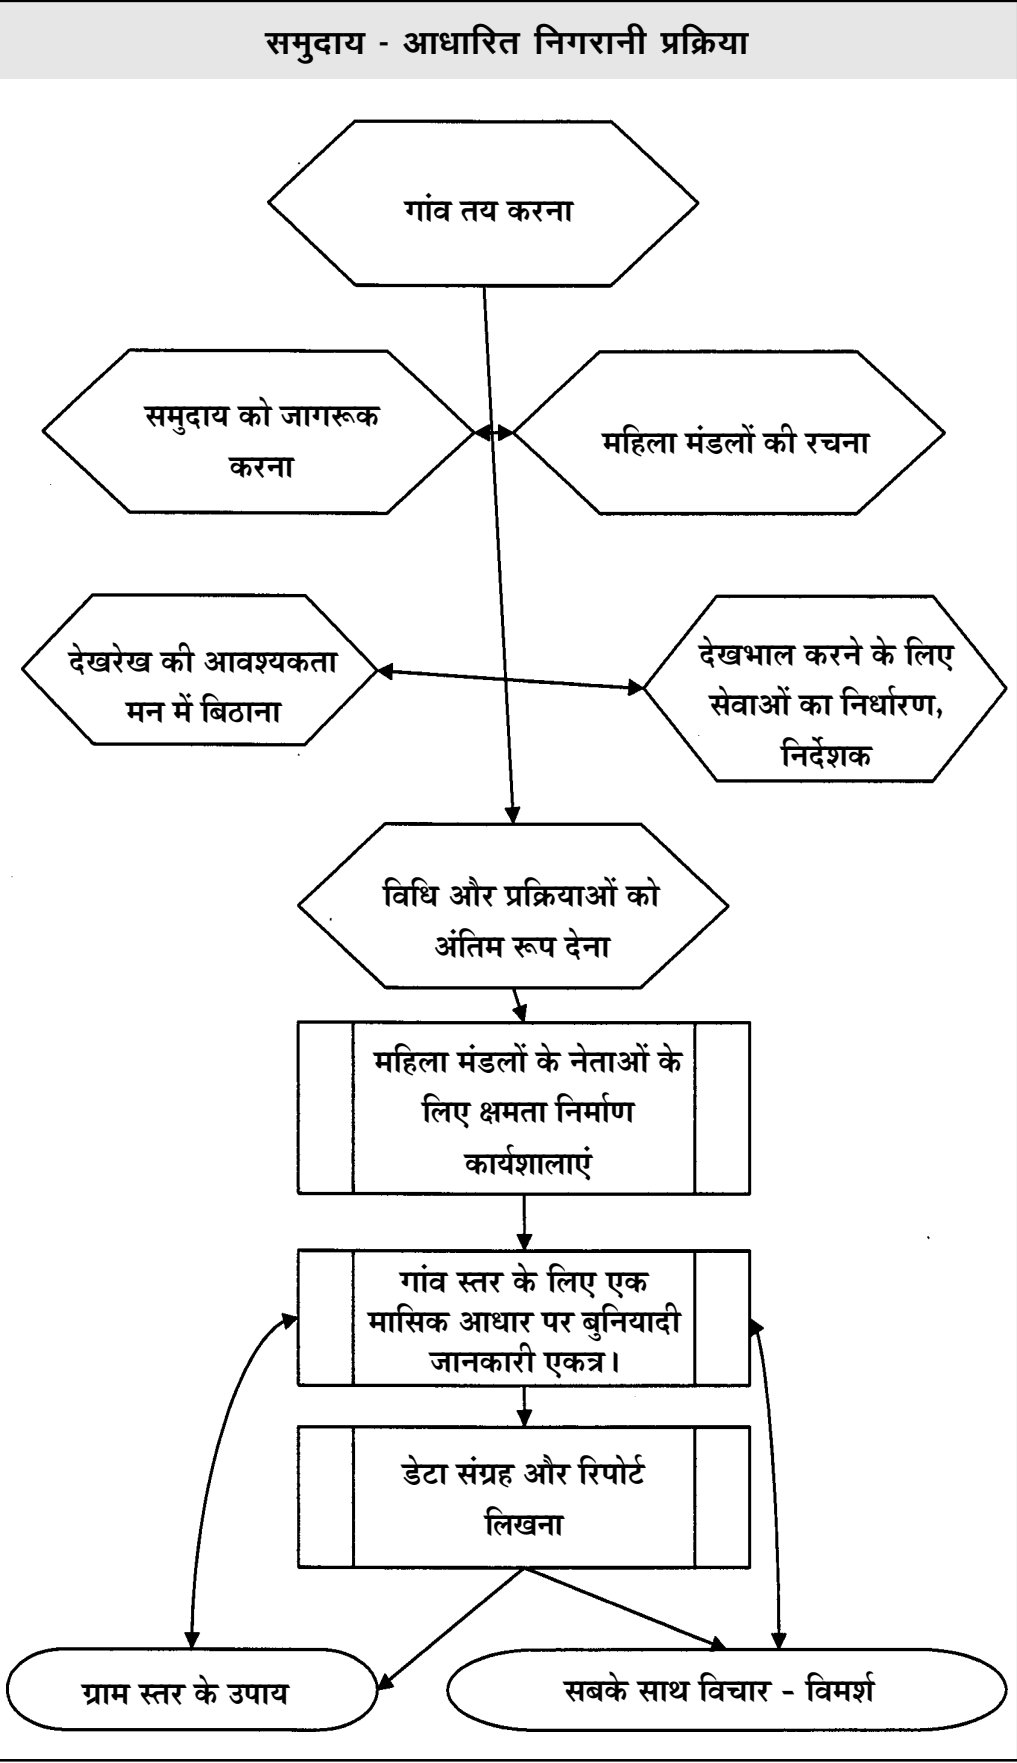 समुदाय - आधारित निगरानी प्रक्रिया
गांव तय करना
समुदाय को जागरूक
करना
महिला मंडलों की रचना
देखरेख की आवश्यकता
मन में बिठाना
देखभाल करने के लिए
सेवाओं का निर्धारण,
निर्देशक
विधि और प्रक्रियाओं को
अंतिम रूप देना
महिला मंडलों के नेताओं के
लिए क्षमता निर्माण
कार्यशालाएं
गांव स्तर के लिए एक
मासिक आधार पर बुनियादी
जानकारी एकत्र।
डेटा संग्रह और रिपोर्ट
लिखना
ग्राम स्तर के उपाय
सबके साथ विचार - विमर्श